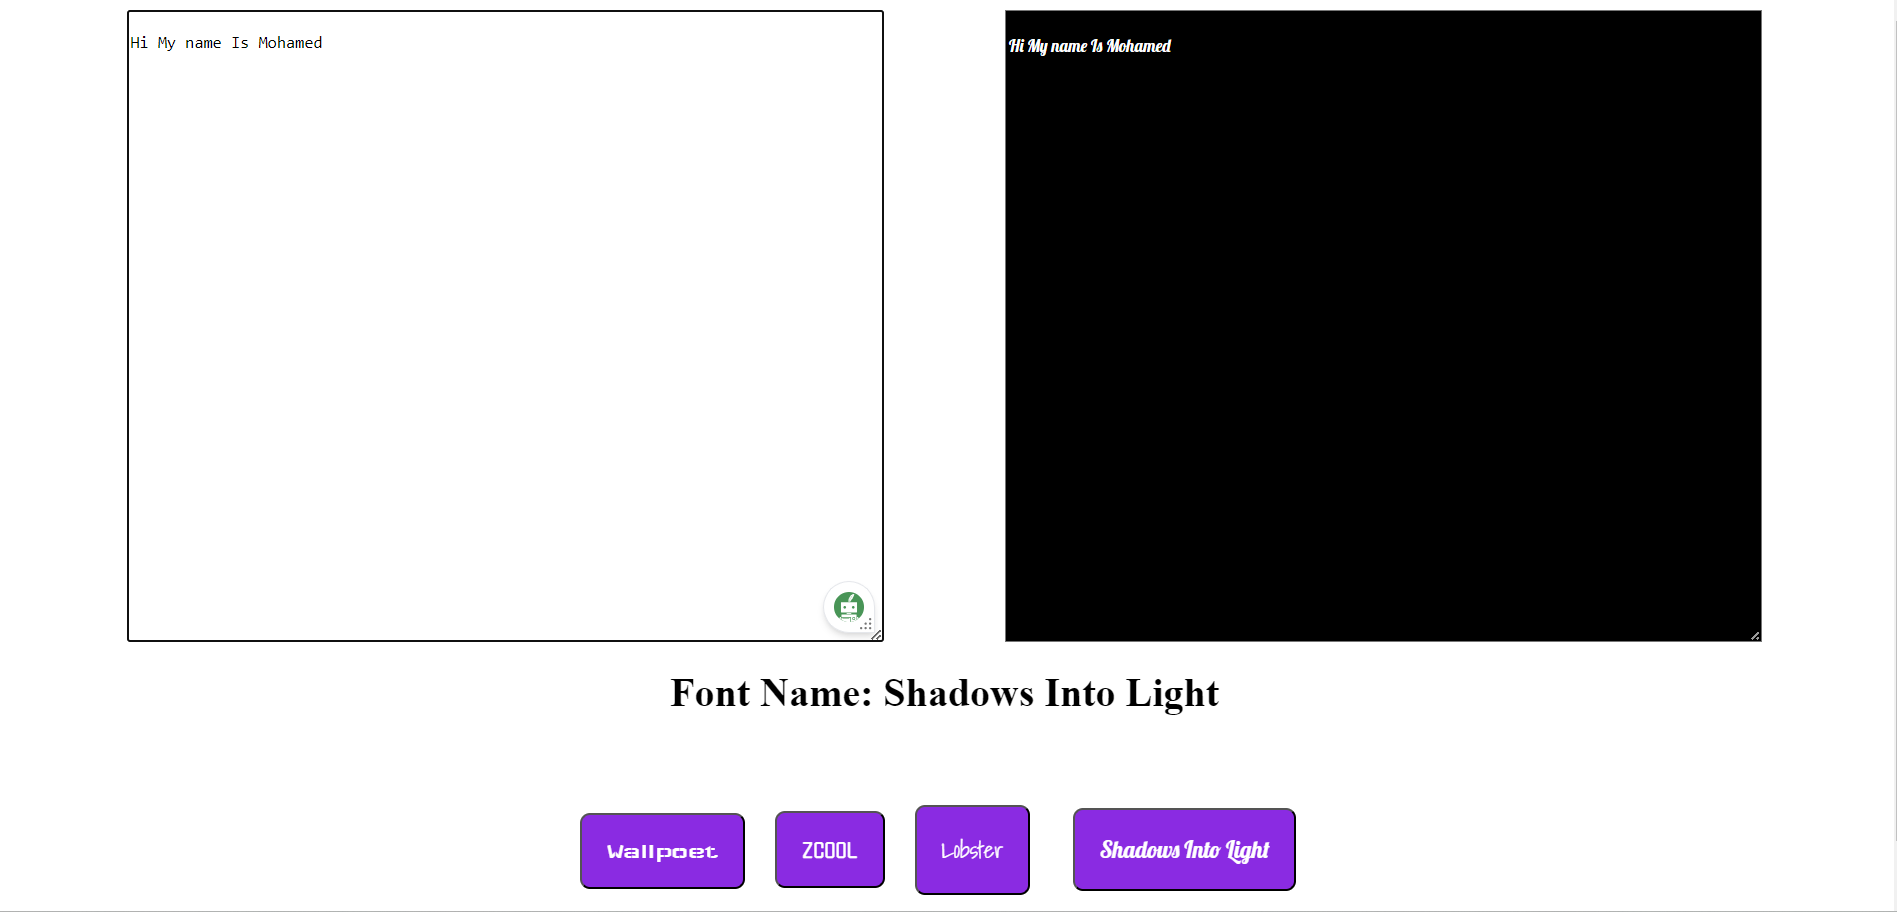 Hi My name Is Mohamed
Hi My name Is Mohamed
Font Name: Shadows Into Light
Wallpoet
ZCOOL
Lobster
Shadows Into Light